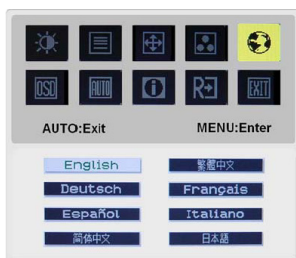 OSD AUTO i R EXIT
AUTO:Exit MENU:Enter
English 繁體中文
Deutsch Français
Español Italiano
简体中文 日本語